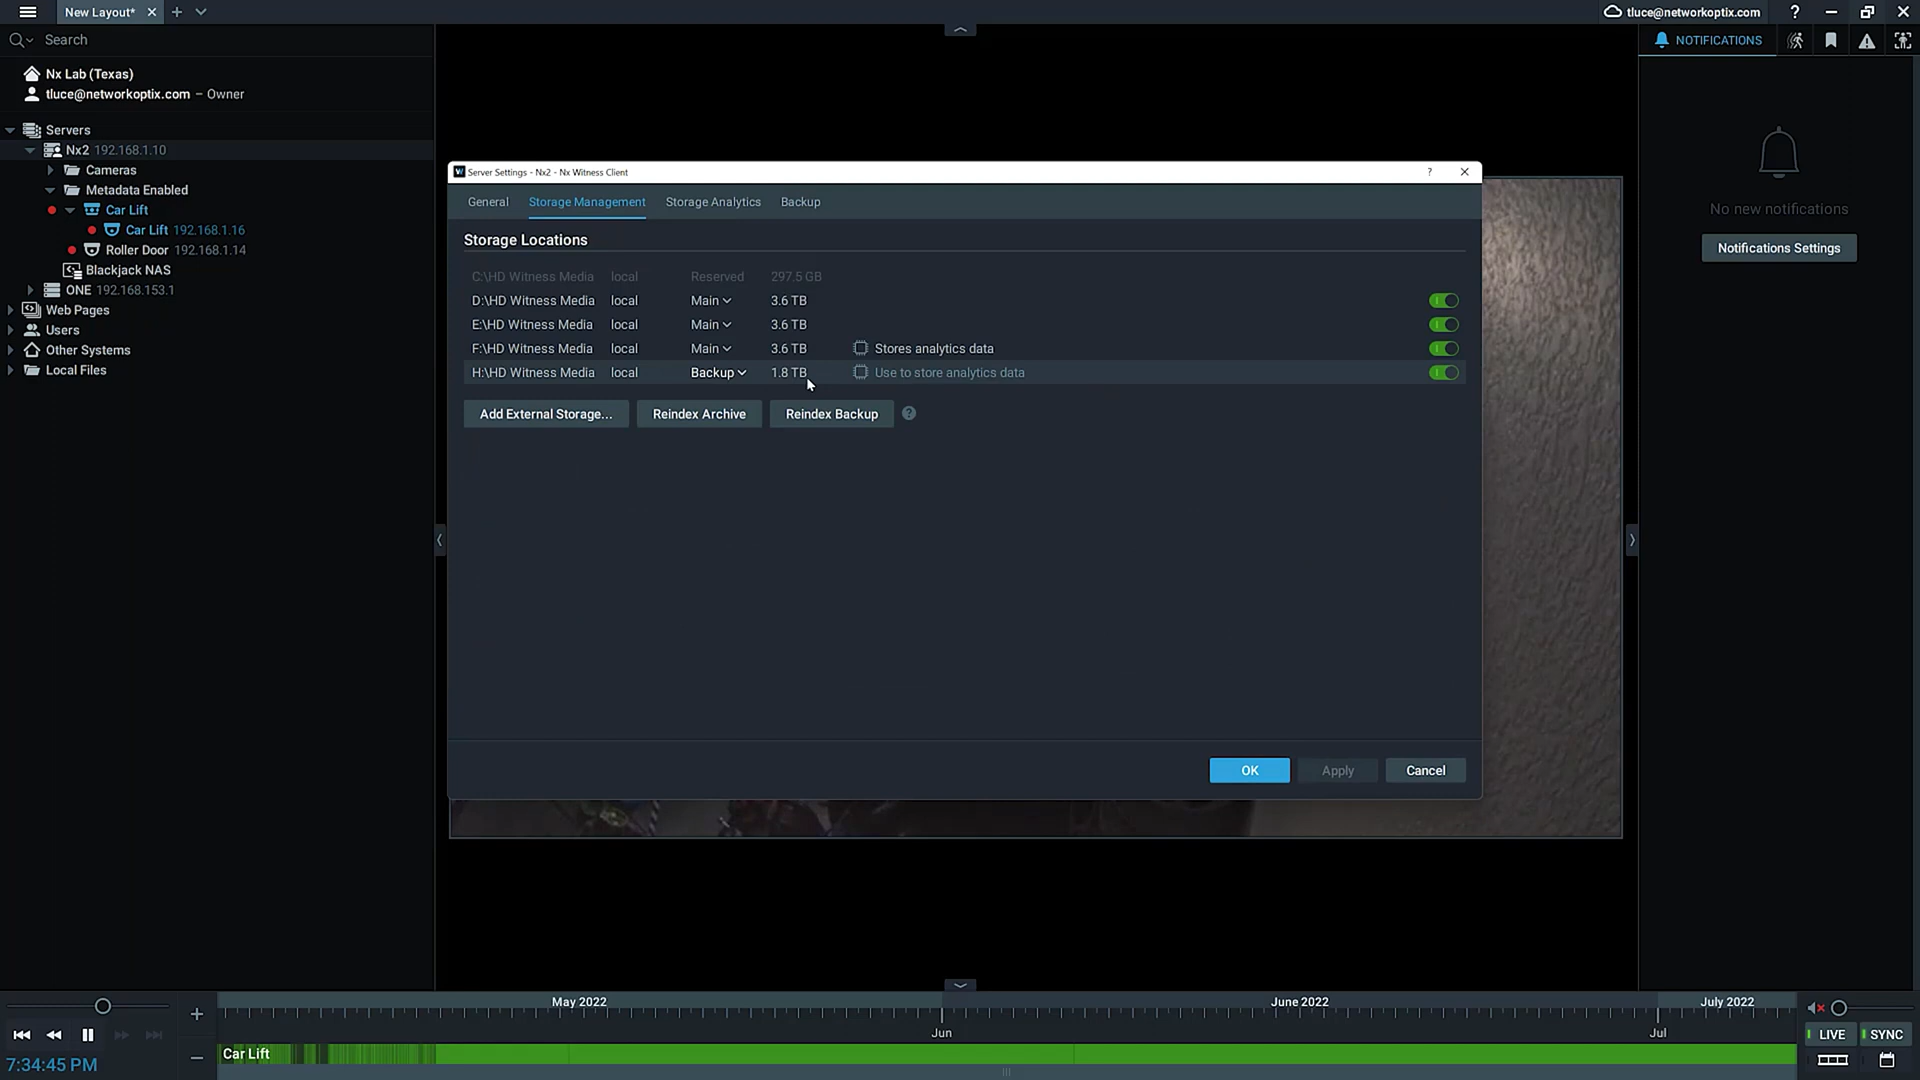 New Layout*
tluce@networkoptix.com ?
Search
NOTIFICATIONS
Nx Lab (Texas)
tluce@networkoptix.com – Owner
Servers
Nx2 192.168.1.10
Cameras
Metadata Enabled
Car Lift
Car Lift 192.168.1.16
Roller Door 192.168.1.14
Blackjack NAS
ONE 192.168.153.1
Web Pages
Users
Other Systems
Local Files
W Server Settings - Nx2 - Nx Witness Client ?
General Storage Management Storage Analytics Backup
Storage Locations
C:\HD Witness Media local Reserved 297.5 GB
D:\HD Witness Media local Main 3.6 TB
E:\HD Witness Media local Main 3.6 TB
F:\HD Witness Media local Main 3.6 TB Stores analytics data
H:\HD Witness Media local Backup 1.8 TB Use to store analytics data
Add External Storage... Reindex Archive Reindex Backup ?
OK Apply Cancel
No new notifications
Notifications Settings
May 2022 June 2022 July 2022
Jun Jul
LIVE SYNC
Car Lift
7:34:45 PM